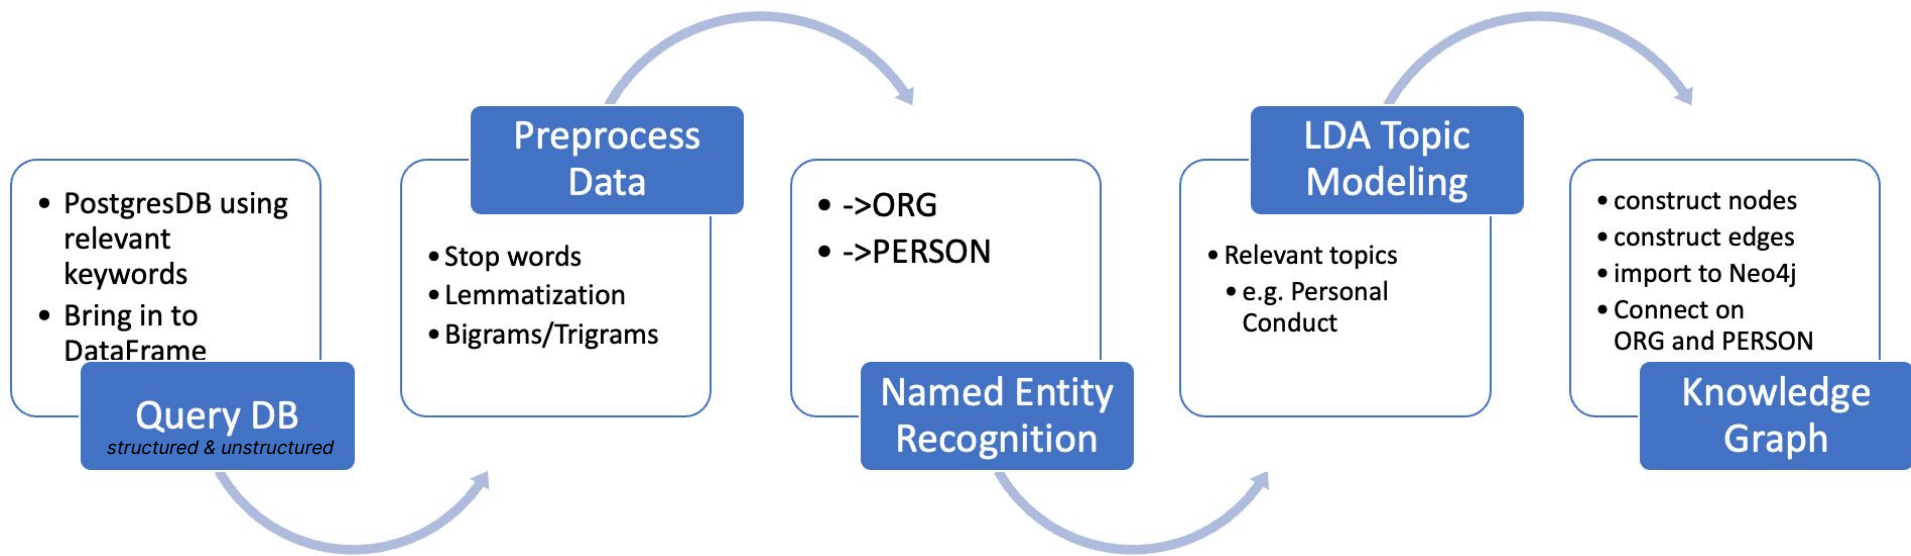 • PostgresDB using
relevant
keywords
• Bring in to
DataFrame
Query DB
structured & unstructured
Preprocess
Data
• Stop words
• Lemmatization
• Bigrams/Trigrams
• ->ORG
• ->PERSON
Named Entity
Recognition
LDA Topic
Modeling
• Relevant topics
• e.g. Personal
Conduct
• construct nodes
• construct edges
• import to Neo4j
• Connect on
ORG and PERSON
Knowledge
Graph